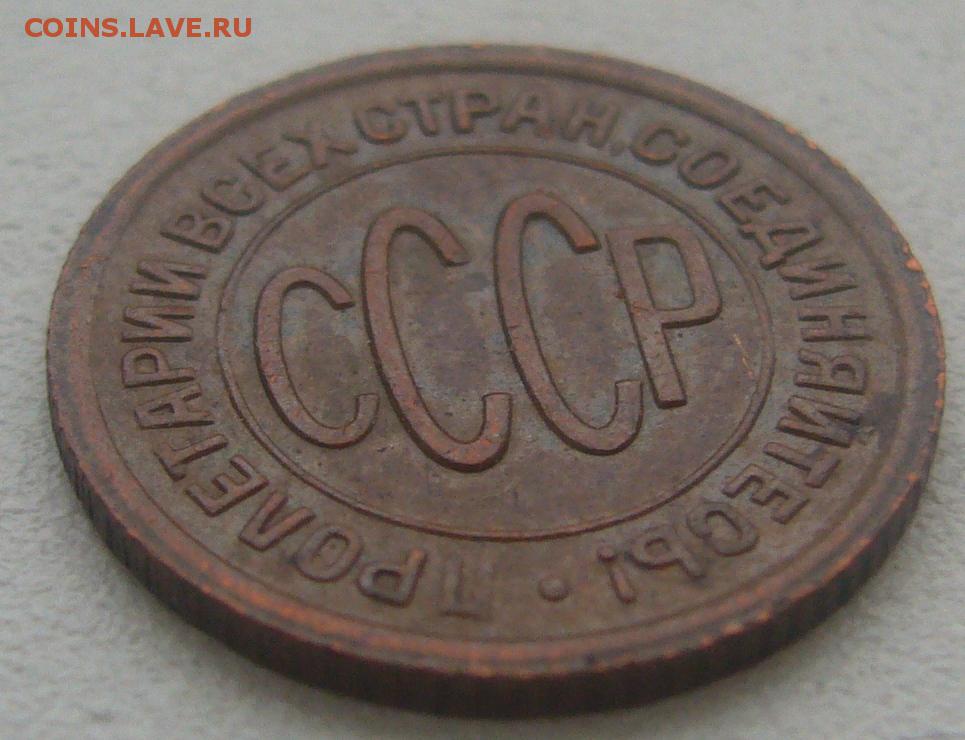 COINS.LAVE.RU
ПРОЛЕТАРИИ ВСЕХ СТРАН, СОЕДИНЯЙТЕСЬ! •
СССР